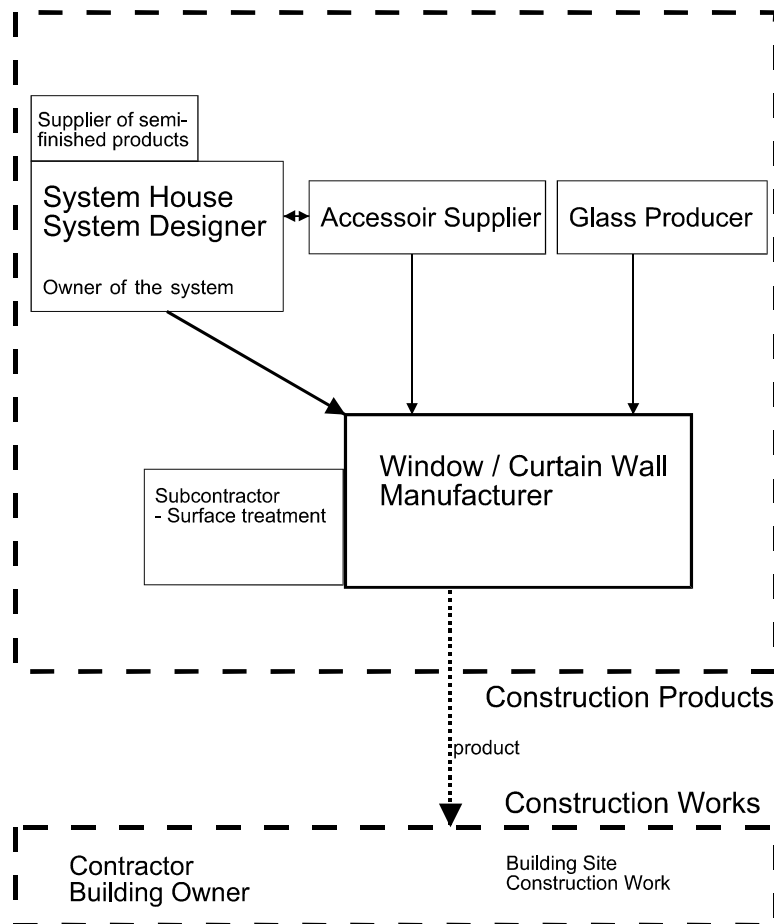 Supplier of semi-
finished products
System House
System Designer
Owner of the system
Accessoir Supplier
Glass Producer
Window / Curtain Wall
Manufacturer
Subcontractor
- Surface treatment
Construction Products
product
Construction Works
Contractor
Building Owner
Building Site
Construction Work